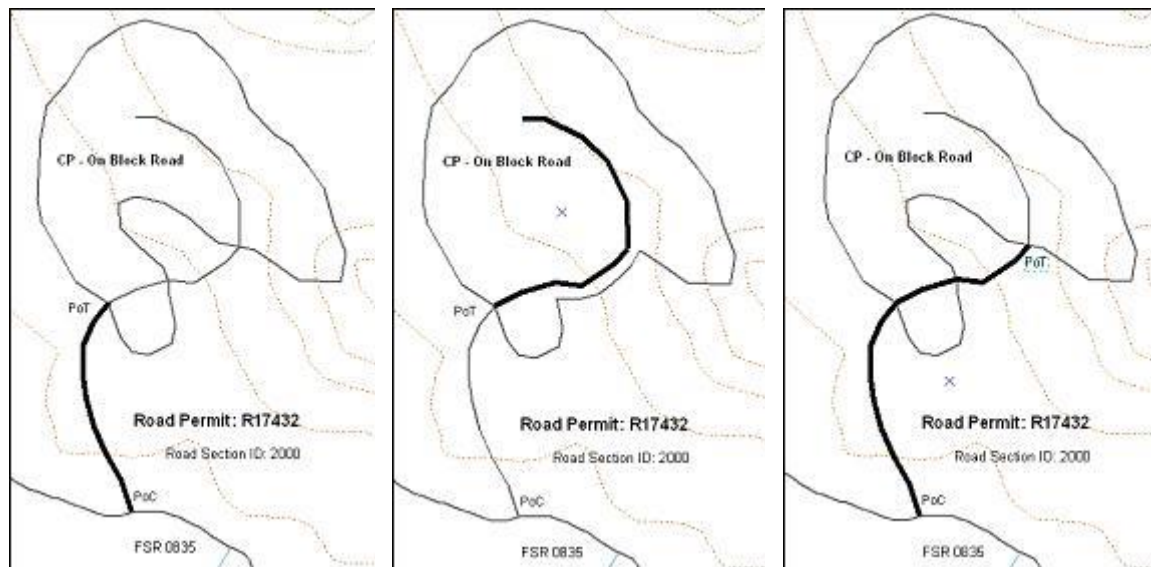 CP - On Block Road
PoT
Road Permit: R17432
Road Section ID: 2000
PoC
FSR 0835
CP - On Block Road
PoT
Road Permit: R17432
Road Section ID: 2000
PoC
FSR 0835
CP - On Block Road
PoT
Road Permit: R17432
Road Section ID: 2000
PoC
FSR 0835